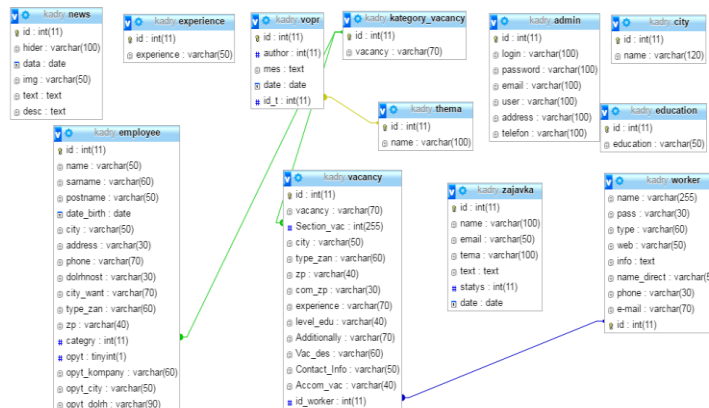 kadry.news
id : int(11)
hider : varchar(100)
data : date
img : varchar(50)
text : text
desc : text
kadry.experience
id : int(11)
experience : varchar(50)
kadry.vopr
id : int(11)
author : int(11)
mes : text
date : date
id_t : int(11)
kadry.kategory_vacancy
id : int(11)
vacancy : varchar(70)
kadry.admin
id : int(11)
login : varchar(100)
password : varchar(100)
email : varchar(100)
user : varchar(100)
address : varchar(100)
telefon : varchar(100)
kadry.city
id : int(11)
name : varchar(120)
kadry.thema
id : int(11)
name : varchar(100)
kadry.education
id : int(11)
education : varchar(50)
kadry.employee
id : int(11)
name : varchar(50)
sarname : varchar(60)
postname : varchar(50)
date_birth : date
city : varchar(50)
address : varchar(30)
phone : varchar(70)
dolrhnost : varchar(30)
city_want : varchar(70)
type_zan : varchar(60)
zp : varchar(40)
categry : int(11)
opyt : tinyint(1)
opyt_kompany : varchar(60)
opyt_city : varchar(50)
opyt_dolrh : varchar(90)
kadry.vacancy
id : int(11)
vacancy : varchar(70)
Section_vac : int(255)
city : varchar(50)
type_zan : varchar(60)
zp : varchar(40)
com_zp : varchar(30)
experience : varchar(70)
level_edu : varchar(40)
Additionally : varchar(70)
Vac_des : varchar(60)
Contact_Info : varchar(50)
Accom_vac : varchar(40)
id_worker : int(11)
kadry.zajavka
id : int(11)
name : varchar(100)
email : varchar(50)
tema : varchar(100)
text : text
statys : int(11)
date : date
kadry.worker
name : varchar(255)
pass : varchar(30)
type : varchar(60)
web : varchar(50)
info : text
name_direct : varchar(5
phone : varchar(30)
e-mail : varchar(70)
id : int(11)